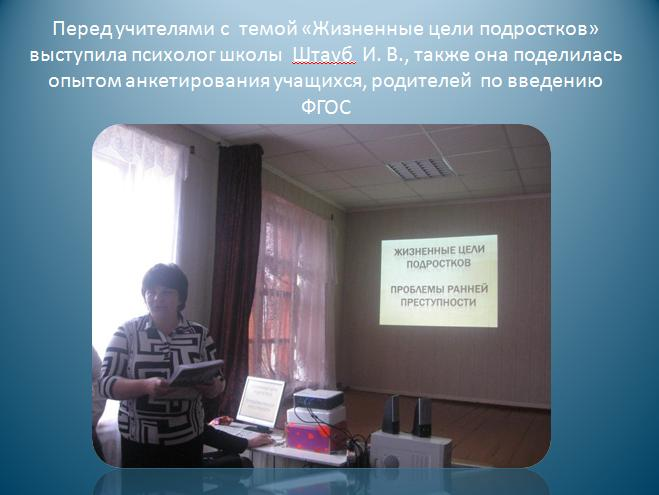 Перед учителями с темой «Жизненные цели подростков»
выступила психолог школы Штауб И. В., также она поделилась
опытом анкетирования учащихся, родителей по введению
ФГОС
ЖИЗНЕННЫЕ ЦЕЛИ
ПОДРОСТКОВ
ПРОБЛЕМЫ РАННЕЙ
ПРЕСТУПНОСТИ